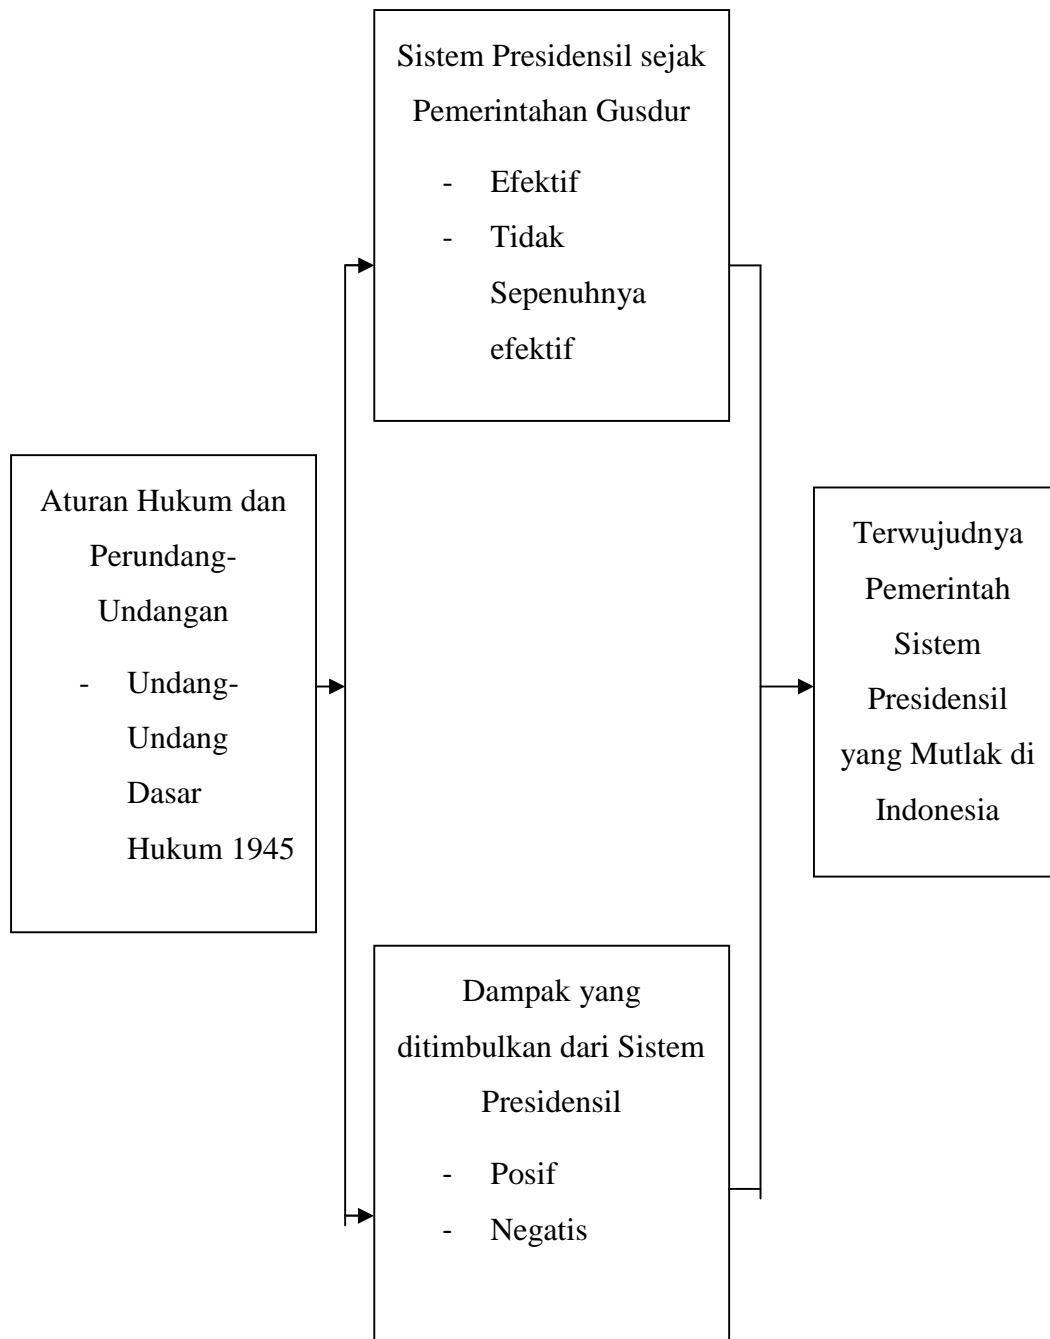 Sistem Presidensil sejak
Pemerintahan Gusdur
- Efektif
- Tidak
Sepenuhnya
efektif
Aturan Hukum dan
Perundang-
Undangan
- Undang-
Undang
Dasar
Hukum 1945
Terwujudnya
Pemerintah
Sistem
Presidensil
yang Mutlak di
Indonesia
Dampak yang
ditimbulkan dari Sistem
Presidensil
- Posif
- Negatis